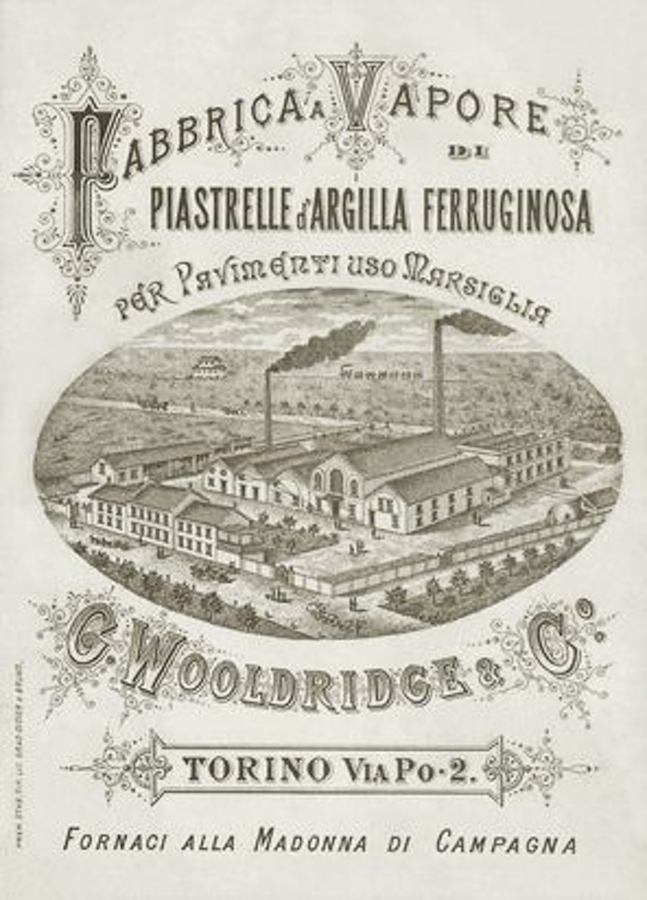 FABBRICA A VAPORE
DI
PIASTRELLE d'ARGILLA FERRUGINOSA
PER PAVIMENTI USO MARSIGLIA
G. WOOLDRIDGE & Co
TORINO VIA PO - 2.
FORNACI ALLA MADONNA DI CAMPAGNA